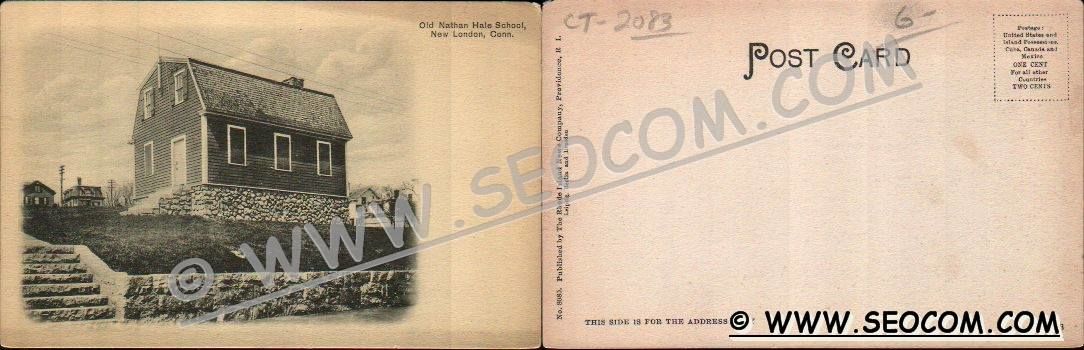 Old Nathan Hale School,
New London, Conn.
© WWW.SEOCOM.COM
CT-2083
6-
POST CARD
Postage:
United States and
Island Possessions,
Cuba, Canada and
Mexico
ONE CENT
For all other
Countries
TWO CENTS
Published by The Rhode Island News Company, Providence, R. I.
Leipzig, Berlin and London
THIS SIDE IS FOR THE ADDRESS
© WWW.SEOCOM.COM